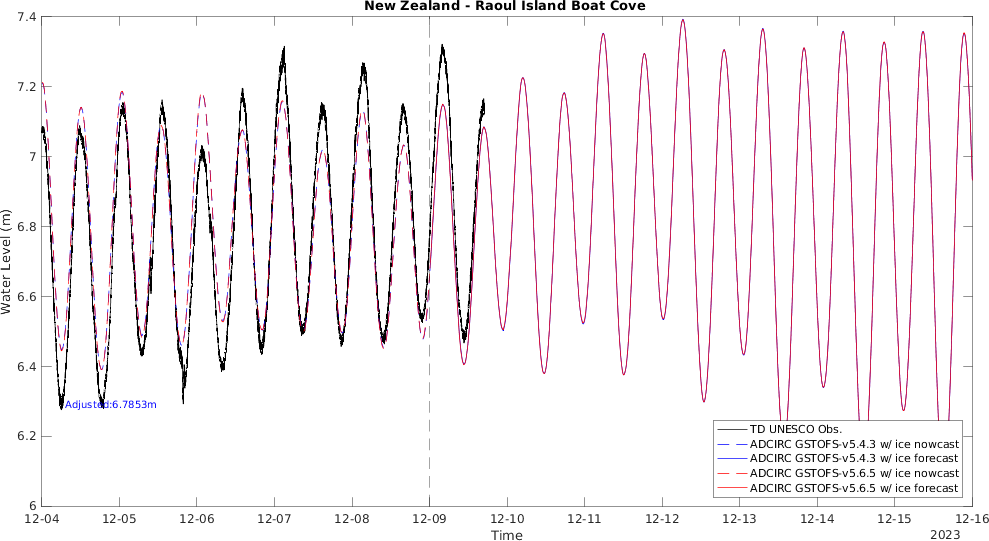 New Zealand - Raoul Island Boat Cove
7.4
7.2
7
6.8
6.6
6.4
6.2
6
Water Level (m)
Adjusted:6.7853m
TD UNESCO Obs.
ADCIRC GSTOFS-v5.4.3 w/ ice nowcast
ADCIRC GSTOFS-v5.4.3 w/ ice forecast
ADCIRC GSTOFS-v5.6.5 w/ ice nowcast
ADCIRC GSTOFS-v5.6.5 w/ ice forecast
12-04 12-05 12-06 12-07 12-08 12-09 12-10 12-11 12-12 12-13 12-14 12-15 12-16
Time
2023